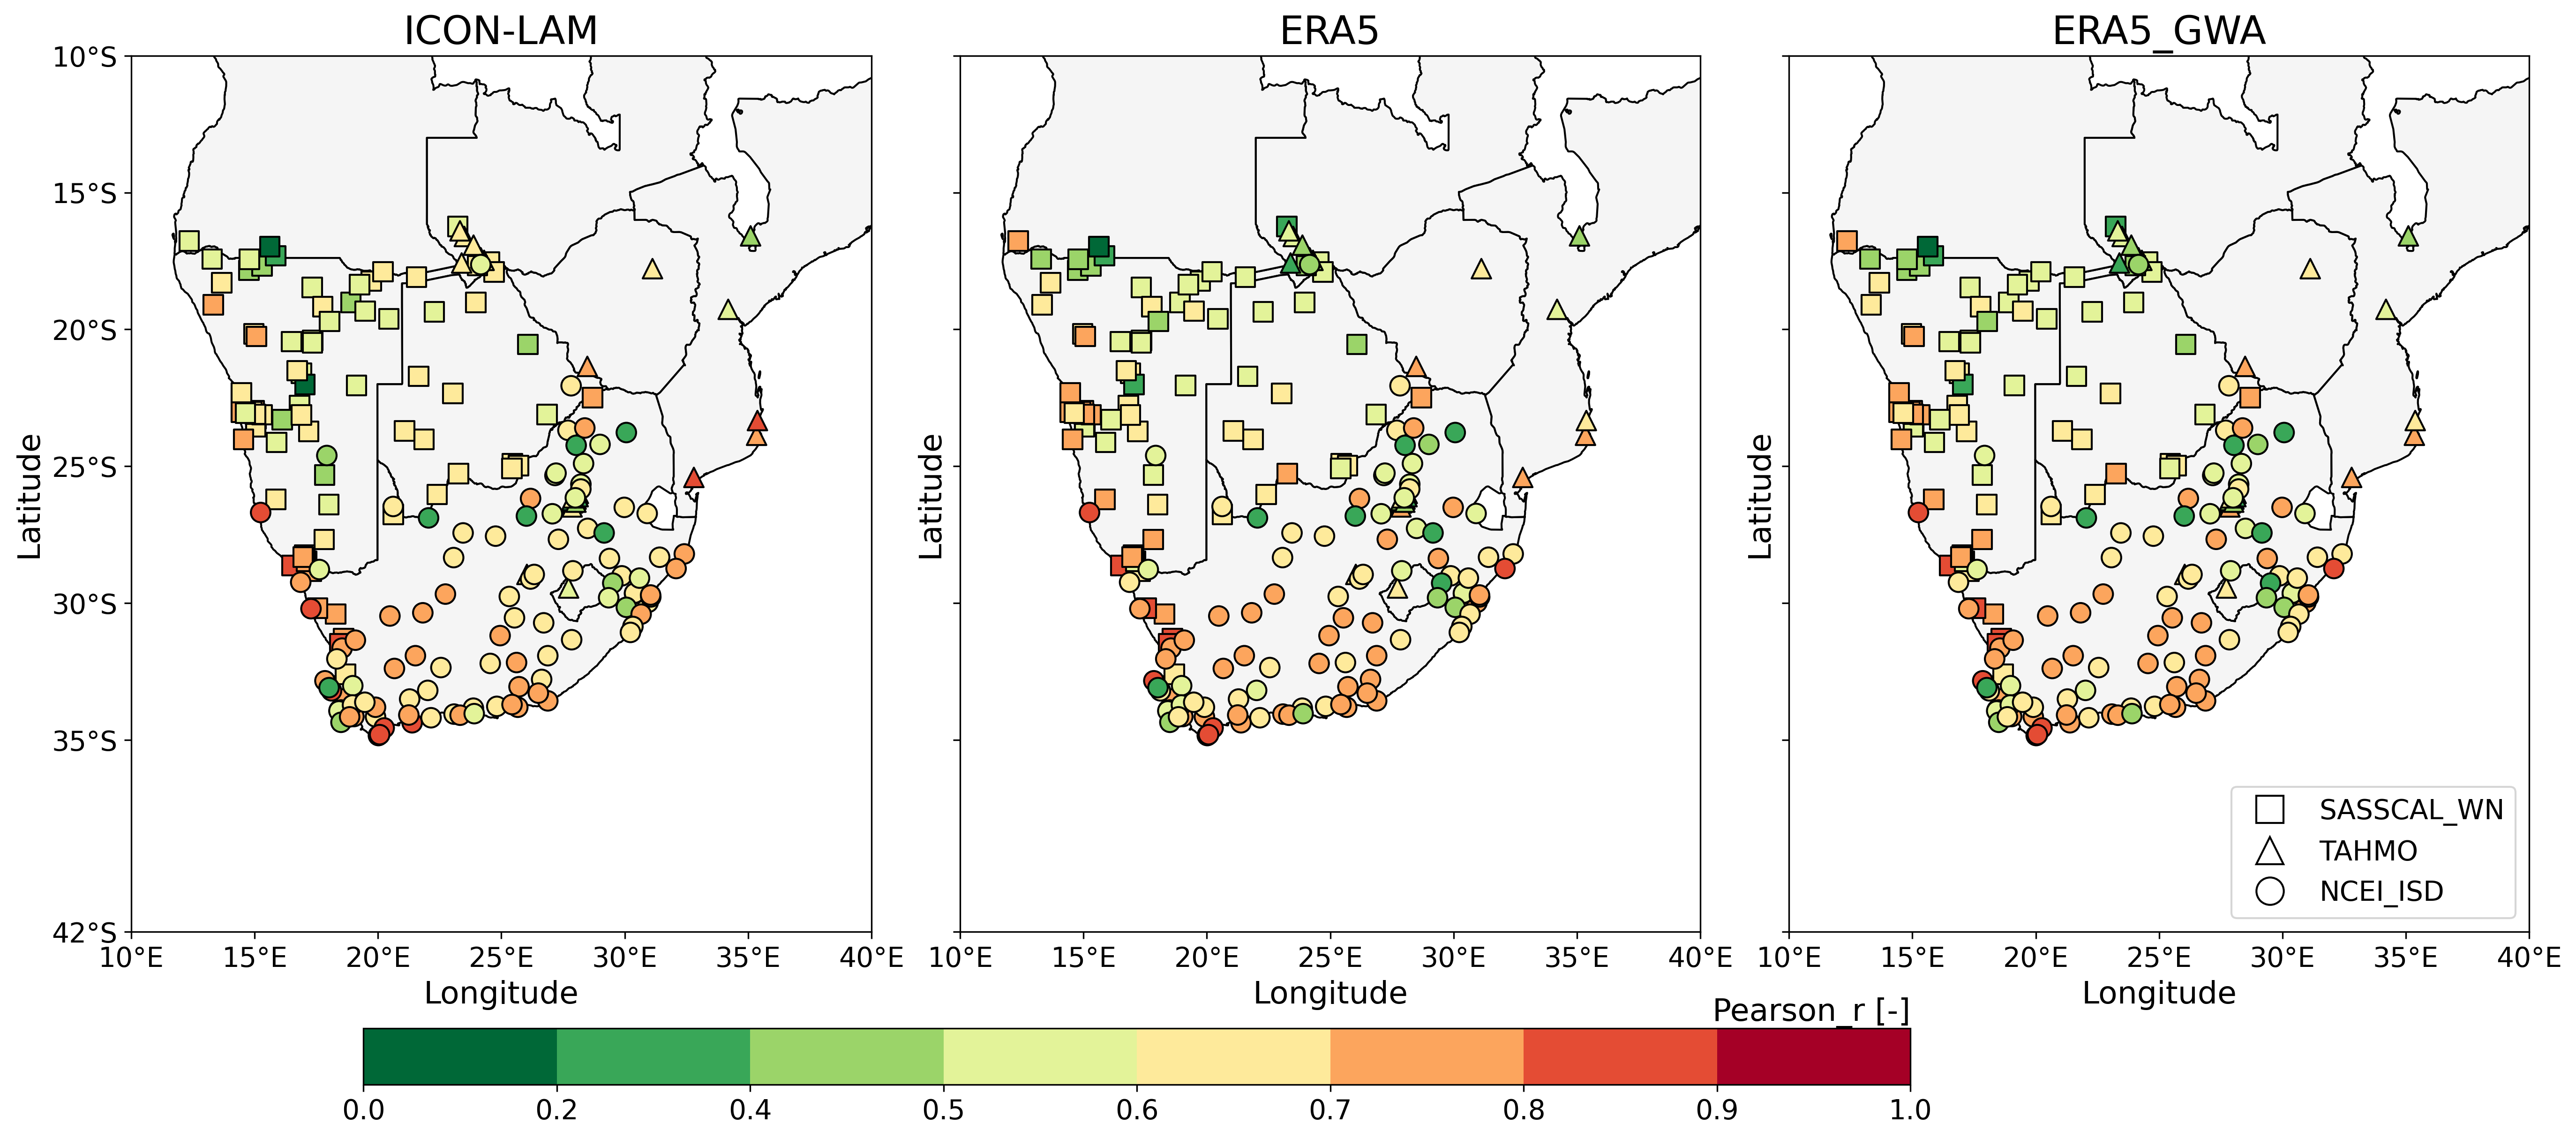 ICON-LAM ERA5 ERA5_GWA
10°S
15°S
20°S
25°S
30°S
35°S
42°S
Latitude Latitude Latitude
SASSCAL_WN
TAHMO
NCEI_ISD
10°E 15°E 20°E 25°E 30°E 35°E 40°E 10°E 15°E 20°E 25°E 30°E 35°E 40°E 10°E 15°E 20°E 25°E 30°E 35°E 40°E
Longitude Longitude Longitude
Pearson_r [-]
0.0 0.2 0.4 0.5 0.6 0.7 0.8 0.9 1.0